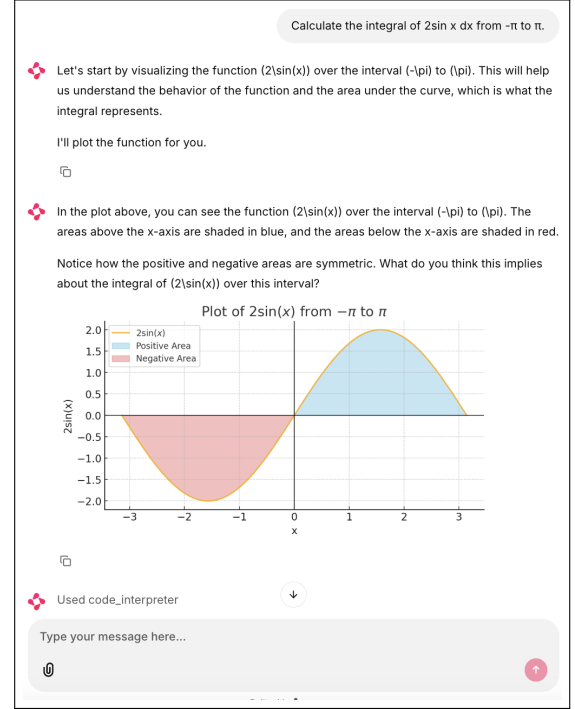 Calculate the integral of 2sin x dx from -π to π.
Let's start by visualizing the function (2\sin(x)) over the interval (-\pi) to (\pi). This will help
us understand the behavior of the function and the area under the curve, which is what the
integral represents.
I'll plot the function for you.
In the plot above, you can see the function (2\sin(x)) over the interval (-\pi) to (\pi). The
areas above the x-axis are shaded in blue, and the areas below the x-axis are shaded in red.
Notice how the positive and negative areas are symmetric. What do you think this implies
about the integral of (2\sin(x)) over this interval?
Plot of 2sin(x) from −π to π
2sin(x)
Positive Area
Negative Area
2.0
1.5
1.0
0.5
0.0
−0.5
−1.0
−1.5
−2.0
2sin(x)
−3 −2 −1 0 1 2 3
x
Used code_interpreter
Type your message here...